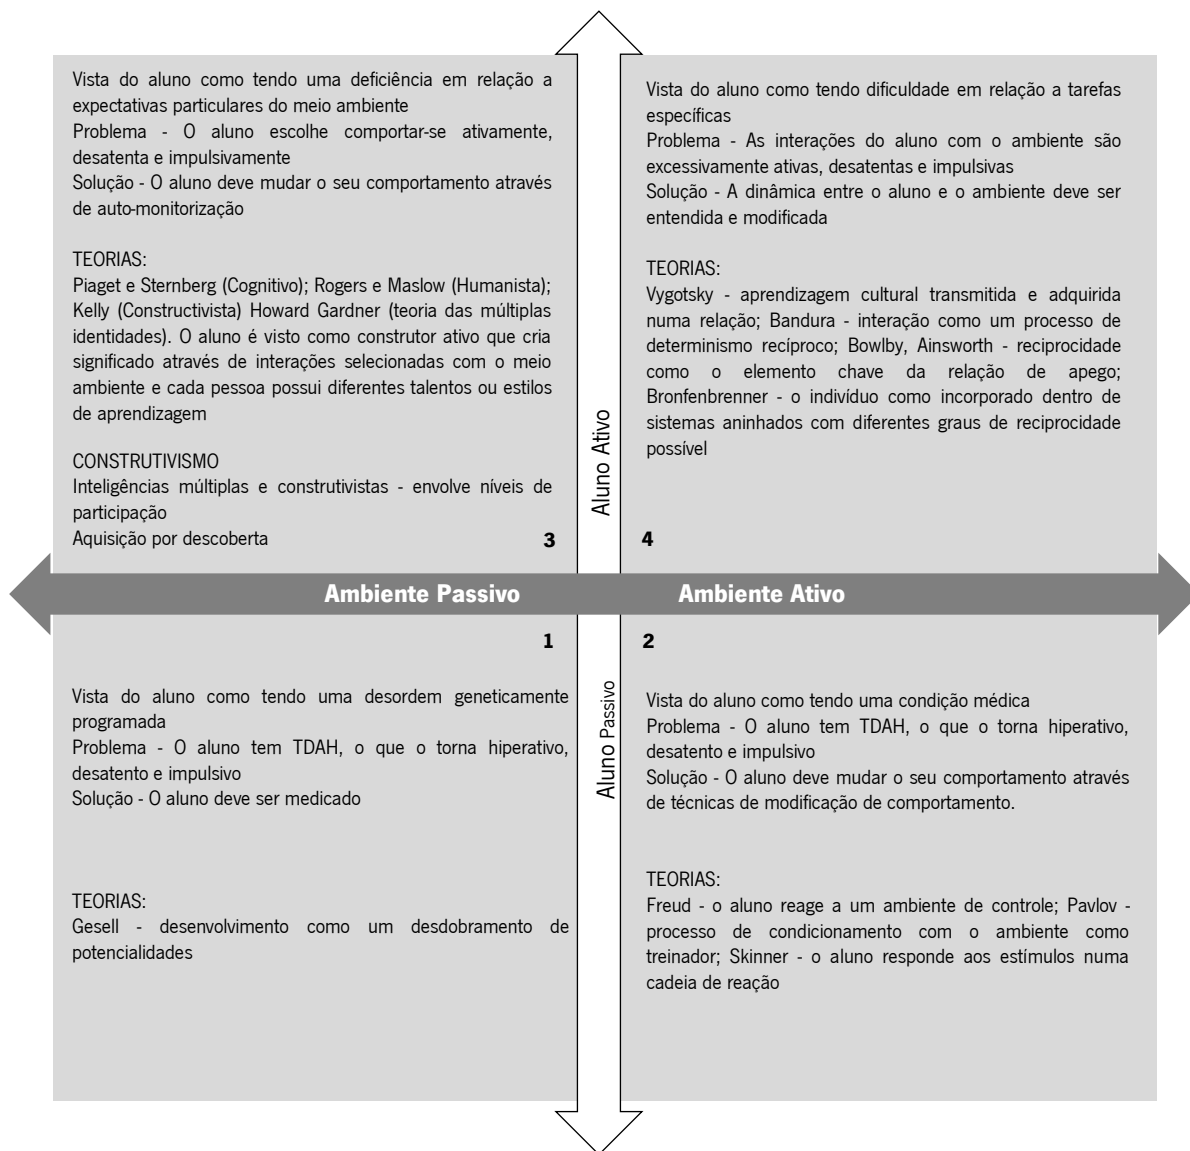 Vista do aluno como tendo uma deficiência em relação a
expectativas particulares do meio ambiente
Problema - O aluno escolhe comportar-se ativamente,
desatenta e impulsivamente
Solução - O aluno deve mudar o seu comportamento através
de auto-monitorização
TEORIAS:
Piaget e Sternberg (Cognitivo); Rogers e Maslow (Humanista);
Kelly (Constructivista) Howard Gardner (teoria das múltiplas
identidades). O aluno é visto como construtor ativo que cria
significado através de interações selecionadas com o meio
ambiente e cada pessoa possui diferentes talentos ou estilos
de aprendizagem
CONSTRUTIVISMO
Inteligências múltiplas e construtivistas - envolve níveis de
participação
Aquisição por descoberta
3
Vista do aluno como tendo dificuldade em relação a tarefas
específicas
Problema - As interações do aluno com o ambiente são
excessivamente ativas, desatentas e impulsivas
Solução - A dinâmica entre o aluno e o ambiente deve ser
entendida e modificada
TEORIAS:
Vygotsky - aprendizagem cultural transmitida e adquirida
numa relação; Bandura - interação como um processo de
determinismo recíproco; Bowlby, Ainsworth - reciprocidade
como o elemento chave da relação de apego;
Bronfenbrenner - o indivíduo como incorporado dentro de
sistemas aninhados com diferentes graus de reciprocidade
possível
4
Aluno Ativo
Ambiente Passivo
Ambiente Ativo
1
Vista do aluno como tendo uma desordem geneticamente
programada
Problema - O aluno tem TDAH, o que o torna hiperativo,
desatento e impulsivo
Solução - O aluno deve ser medicado
TEORIAS:
Gesell - desenvolvimento como um desdobramento de
potencialidades
Aluno Passivo
2
Vista do aluno como tendo uma condição médica
Problema - O aluno tem TDAH, o que o torna hiperativo,
desatento e impulsivo
Solução - O aluno deve mudar o seu comportamento através
de técnicas de modificação de comportamento.
TEORIAS:
Freud - o aluno reage a um ambiente de controle; Pavlov -
processo de condicionamento com o ambiente como
treinador; Skinner - o aluno responde aos estímulos numa
cadeia de reação